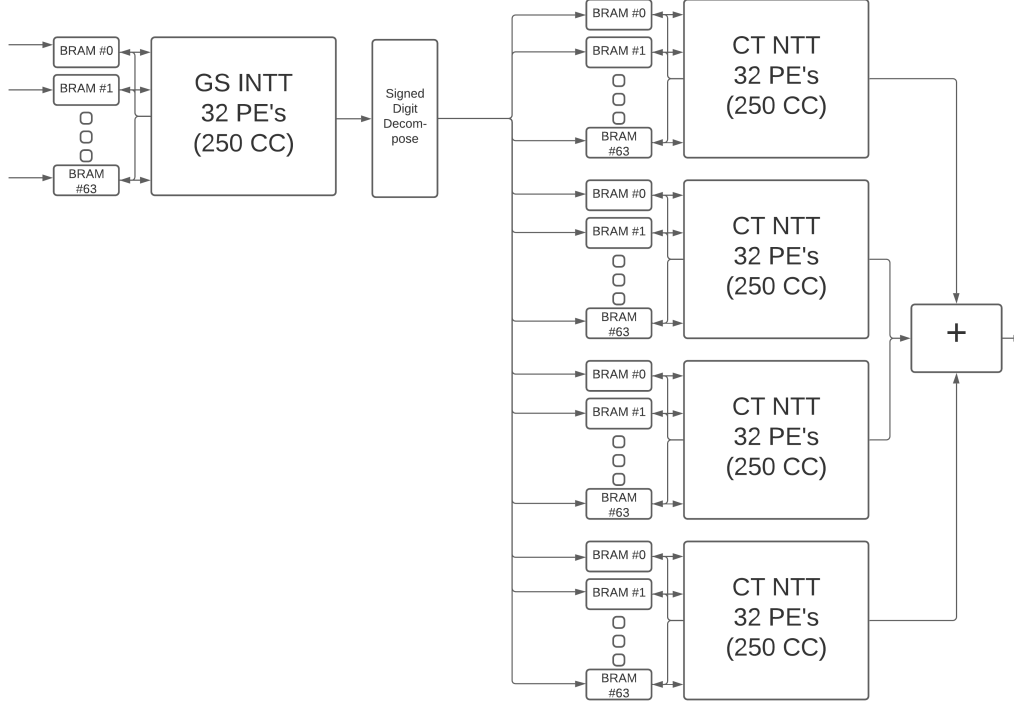 BRAM #0
BRAM #1
BRAM
#63
GS INTT
32 PE's
(250 CC)
Signed
Digit
Decom-
pose
BRAM #0
BRAM #1
BRAM
#63
CT NTT
32 PE's
(250 CC)
BRAM #0
BRAM #1
BRAM
#63
CT NTT
32 PE's
(250 CC)
BRAM #0
BRAM #1
BRAM
#63
CT NTT
32 PE's
(250 CC)
BRAM #0
BRAM #1
BRAM
#63
CT NTT
32 PE's
(250 CC)
+